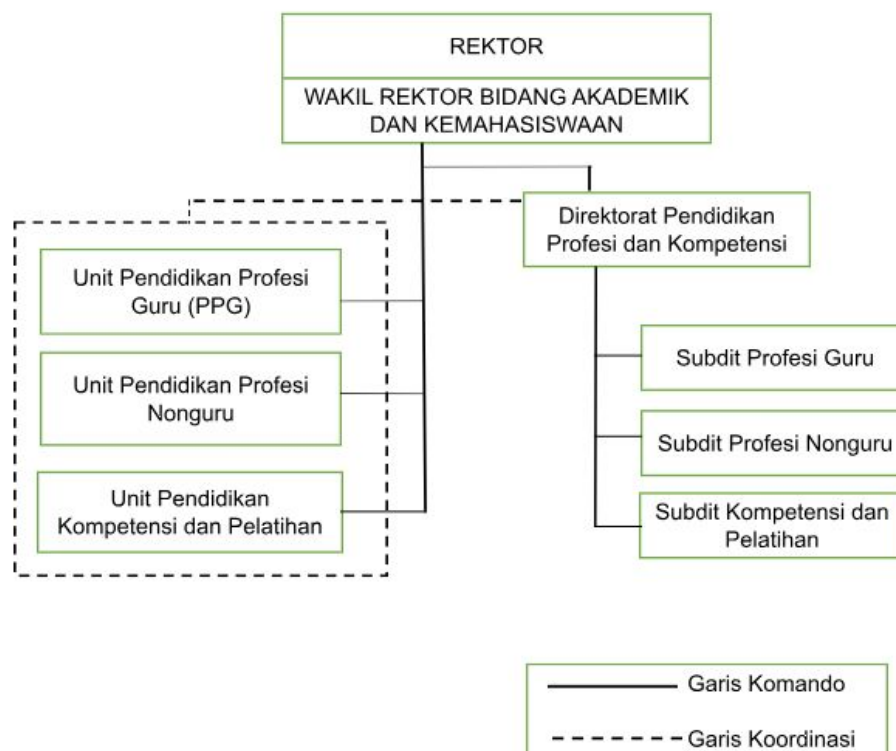 REKTOR
WAKIL REKTOR BIDANG AKADEMIK
DAN KEMAHASISWAAN
Direktorat Pendidikan
Profesi dan Kompetensi
Unit Pendidikan Profesi
Guru (PPG)
Unit Pendidikan Profesi
Nonguru
Unit Pendidikan
Kompetensi dan Pelatihan
Subdit Profesi Guru
Subdit Profesi Nonguru
Subdit Kompetensi dan
Pelatihan
Garis Komando
Garis Koordinasi